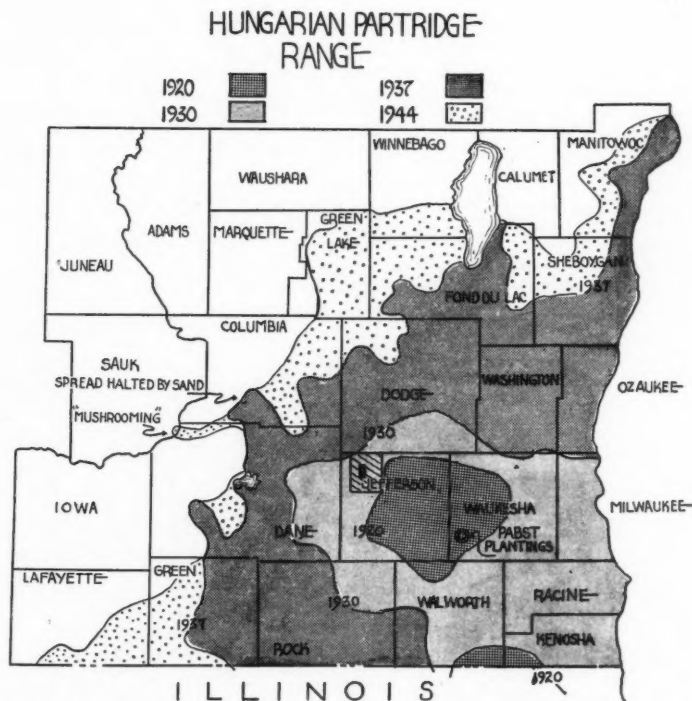 HUNGARIAN PARTRIDGE
RANGE
1920
1937
1930
1944
WINNEBAGO
MANITOWOC
WAUSHARA
CALUMET
GREEN
LAKE
ADAMS
MARQUETTE
JUNEAU
SHEBOYGAN
1937
FOND DU LAC
COLUMBIA
SAUK
SPREAD HALTED BY SAND
"MUSHROOMING"
DODGE
WASHINGTON
OZAUKEE
1930
JEFFERSON
IOWA
WAUKESHA
MILWAUKEE
DANE
1920
PABST
PLANTINGS
LAFAYETTE
GREEN
1930
WALWORTH
RACINE
1937
KENOSHA
ROCK
1920
ILLINOIS